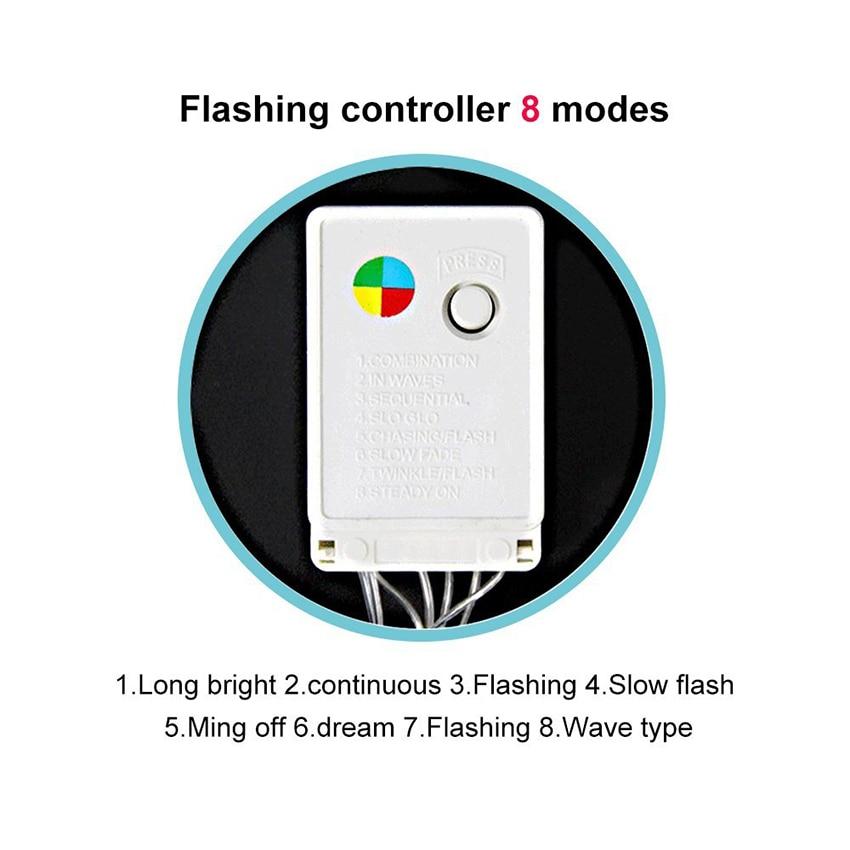 Flashing controller 8 modes
PRESS
1.COMBINATION
2.IN WAVES
3.SEQUENTIAL
4.SLO GLO
5.CHASING/FLASH
6.SLOW FADE
7.TWINKLE/FLASH
8.STEADY ON
1.Long bright 2.continuous 3.Flashing 4.Slow flash
5.Ming off 6.dream 7.Flashing 8.Wave type